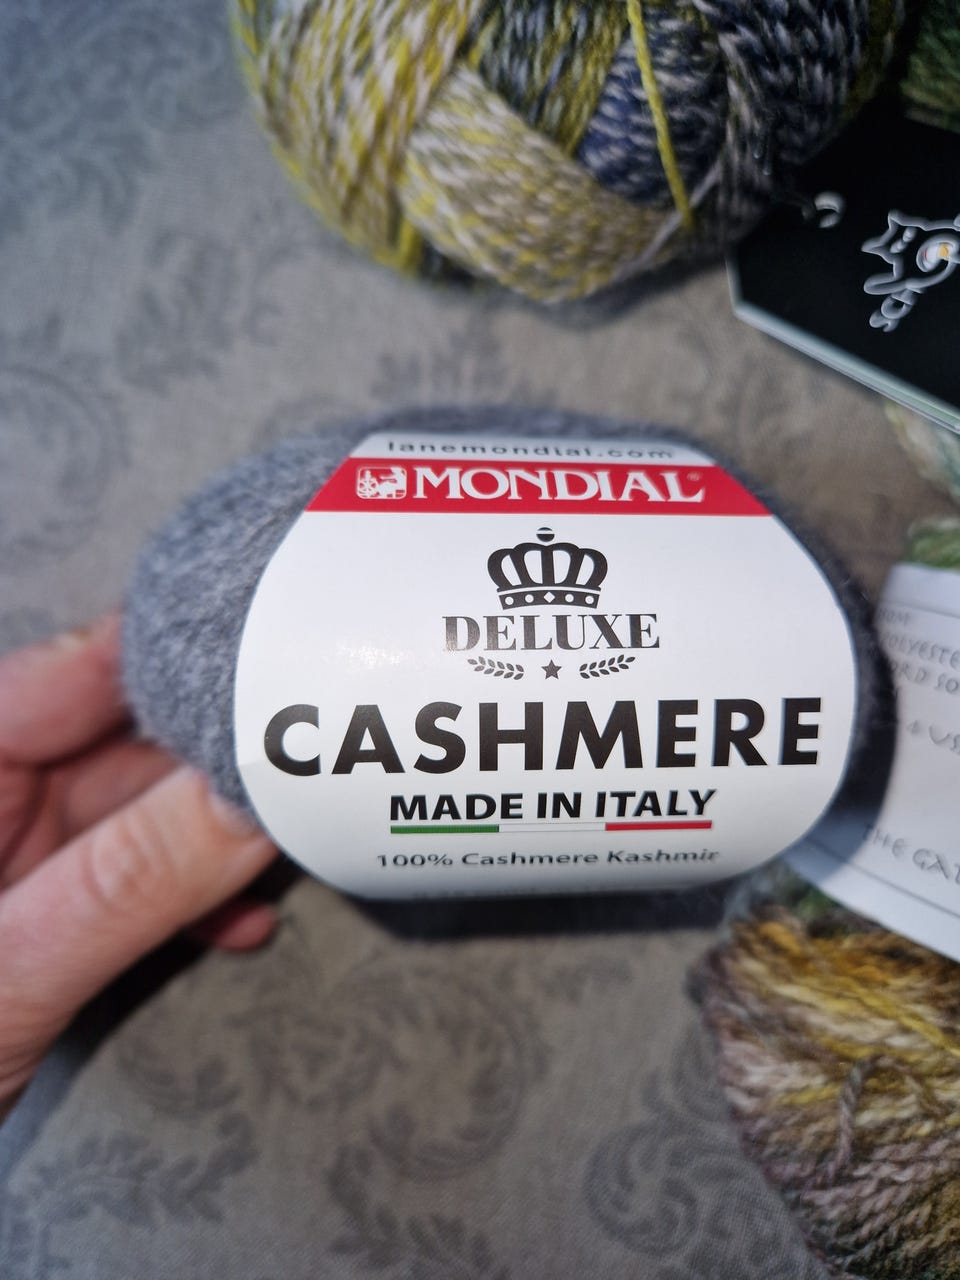 lanemondial.com
MONDIAL®
DELUXE
CASHMERE
MADE IN ITALY
100% Cashmere Kashmir